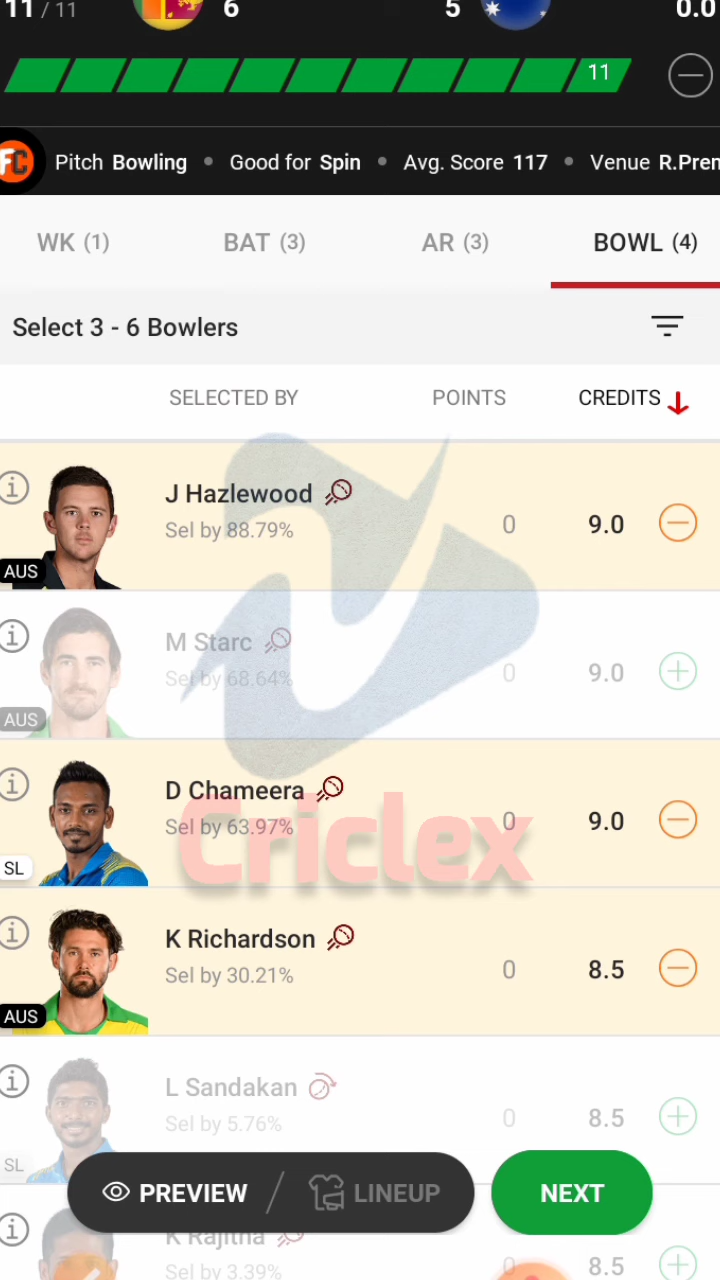 11 / 11 6 5 0.0
11
FC Pitch Bowling • Good for Spin • Avg. Score 117 • Venue R.Prem
WK (1) BAT (3) AR (3) BOWL (4)
Select 3 - 6 Bowlers
SELECTED BY POINTS CREDITS
J Hazlewood
Sel by 88.79% 0 9.0
AUS
M Starc
Sel by 68.64% 0 9.0
AUS
D Chameera
Sel by 63.97% 0 9.0
SL
Criclex
K Richardson
Sel by 30.21% 0 8.5
AUS
L Sandakan
Sel by 5.76% 0 8.5
SL
PREVIEW / LINEUP NEXT
K Rajitha
Sel by 3.39% 0 8.5